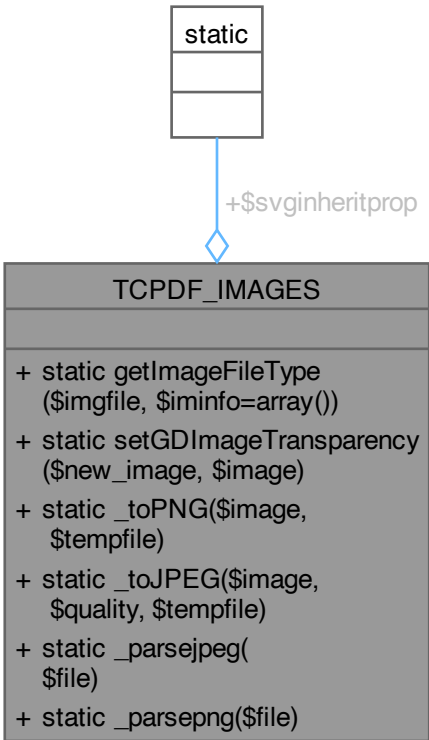 static
+$svginheritprop
TCPDF_IMAGES
+ static getImageFileType
($imgfile, $iminfo=array())
+ static setGDImageTransparency
($new_image, $image)
+ static _toPNG($image,
$tempfile)
+ static _toJPEG($image,
$quality, $tempfile)
+ static _parsejpeg(
$file)
+ static _parsepng($file)